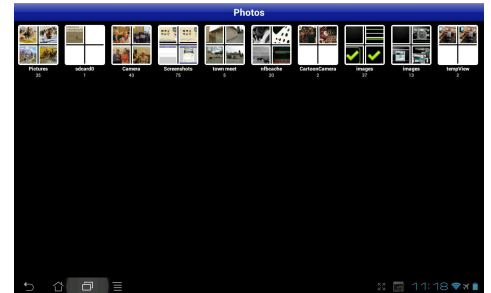 Photos
Pictures
35
sdcard0
1
Camera
43
Screenshots
75
town meet
5
nfbcache
20
CartoonCamera
2
images
27
images
13
tempView
2
11:18